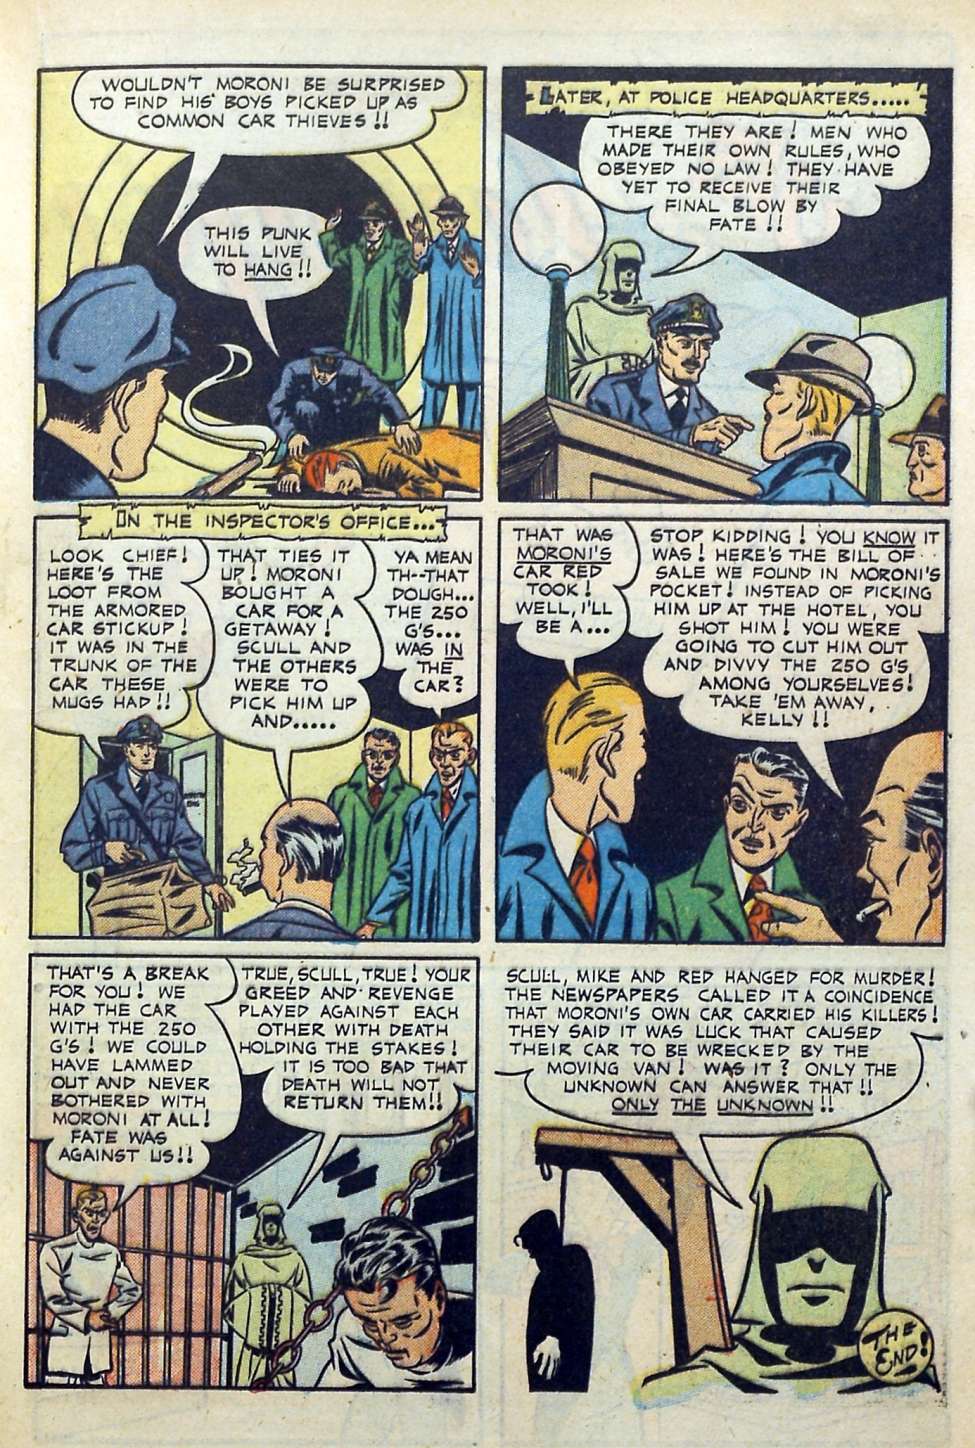 WOULDN'T MORONI BE SURPRISED
TO FIND HIS BOYS PICKED UP AS
COMMON CAR THIEVES!!
THIS PUNK
WILL LIVE
TO HANG!!
LATER, AT POLICE HEADQUARTERS.....
THERE THEY ARE! MEN WHO
MADE THEIR OWN RULES, WHO
OBEYED NO LAW! THEY HAVE
YET TO RECEIVE THEIR
FINAL BLOW BY
FATE!!
IN THE INSPECTOR'S OFFICE...
LOOK CHIEF!
HERE'S THE
LOOT FROM
THE ARMORED
CAR STICKUP!
IT WAS IN THE
TRUNK OF THE
CAR THESE
MUGS HAD!!
THAT TIES IT
UP! MORONI
BOUGHT A
CAR FOR A
GETAWAY!
SCULL AND
THE OTHERS
WERE TO
PICK HIM UP
AND.....
YA MEAN
TH--THAT
DOUGH...
THE 250
G'S...
WAS IN
THE
CAR?
THAT WAS
MORONI'S
CAR RED
TOOK!
WELL, I'LL
BE A...
STOP KIDDING! YOU KNOW IT
WAS! HERE'S THE BILL OF
SALE WE FOUND IN MORONI'S
POCKET! INSTEAD OF PICKING
HIM UP AT THE HOTEL, YOU
SHOT HIM! YOU WERE
GOING TO CUT HIM OUT
AND DIVVY THE 250 G'S
AMONG YOURSELVES!
TAKE 'EM AWAY,
KELLY!!
THAT'S A BREAK
FOR YOU! WE
HAD THE CAR
WITH THE 250
G'S! WE COULD
HAVE LAMMED
OUT AND NEVER
BOTHERED WITH
MORONI AT ALL!
FATE WAS
AGAINST US!!
TRUE, SCULL, TRUE! YOUR
GREED AND REVENGE
PLAYED AGAINST EACH
OTHER WITH DEATH
HOLDING THE STAKES!
IT IS TOO BAD THAT
DEATH WILL NOT
RETURN THEM!!
SCULL, MIKE AND RED HANGED FOR MURDER!
THE NEWSPAPERS CALLED IT A COINCIDENCE
THAT MORONI'S OWN CAR CARRIED HIS KILLERS!
THEY SAID IT WAS LUCK THAT CAUSED
THEIR CAR TO BE WRECKED BY THE
MOVING VAN! WAS IT? ONLY THE
UNKNOWN CAN ANSWER THAT!!
ONLY THE UNKNOWN!!
THE
END!